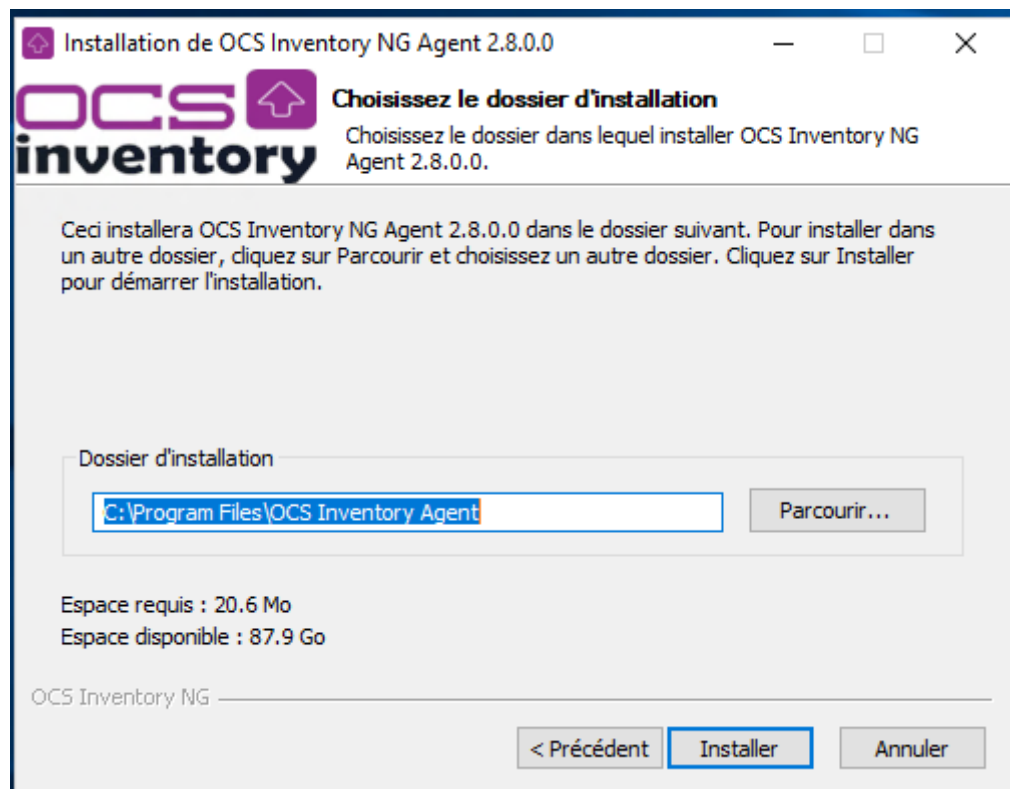 Installation de OCS Inventory NG Agent 2.8.0.0
OCS
inventory
Choisissez le dossier d'installation
Choisissez le dossier dans lequel installer OCS Inventory NG
Agent 2.8.0.0.
Ceci installera OCS Inventory NG Agent 2.8.0.0 dans le dossier suivant. Pour installer dans
un autre dossier, cliquez sur Parcourir et choisissez un autre dossier. Cliquez sur Installer
pour démarrer l'installation.
Dossier d'installation
C:\Program Files\OCS Inventory Agent
Parcourir...
Espace requis : 20.6 Mo
Espace disponible : 87.9 Go
OCS Inventory NG
< Précédent
Installer
Annuler